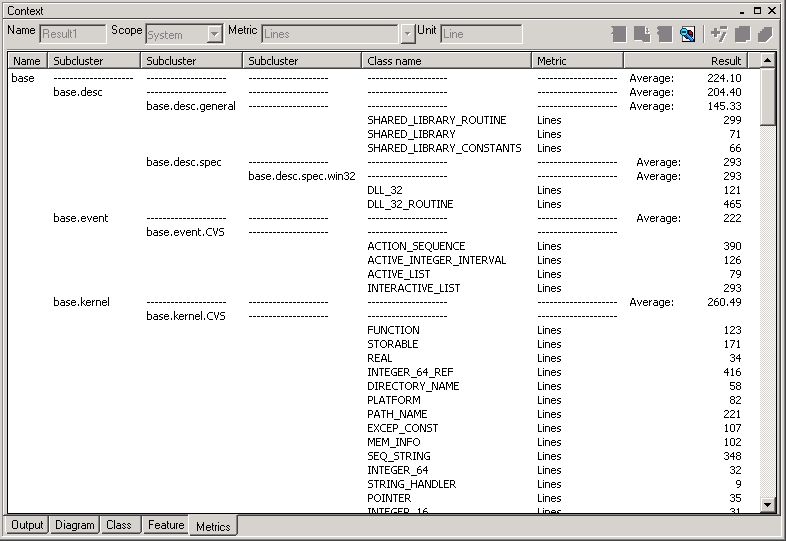 Context
Name Result1 Scope System Metric Lines Unit Line
Name Subcluster Subcluster Subcluster Class name Metric Result
base -------------------- -------------------- -------------------- -------------------- -------------------- Average: 224.10
base.desc -------------------- -------------------- -------------------- -------------------- Average: 204.40
base.desc.general -------------------- -------------------- -------------------- Average: 145.33
SHARED_LIBRARY_ROUTINE Lines 299
SHARED_LIBRARY Lines 71
SHARED_LIBRARY_CONSTANTS Lines 66
base.desc.spec -------------------- -------------------- -------------------- Average: 293
base.desc.spec.win32 -------------------- -------------------- Average: 293
DLL_32 Lines 121
DLL_32_ROUTINE Lines 465
base.event -------------------- -------------------- -------------------- -------------------- Average: 222
base.event.CVS -------------------- -------------------- --------------------
ACTION_SEQUENCE Lines 390
ACTIVE_INTEGER_INTERVAL Lines 126
ACTIVE_LIST Lines 79
INTERACTIVE_LIST Lines 293
base.kernel -------------------- -------------------- -------------------- -------------------- Average: 260.49
base.kernel.CVS -------------------- -------------------- --------------------
FUNCTION Lines 123
STORABLE Lines 171
REAL Lines 34
INTEGER_64_REF Lines 416
DIRECTORY_NAME Lines 58
PLATFORM Lines 82
PATH_NAME Lines 221
EXCEP_CONST Lines 107
MEM_INFO Lines 102
SEQ_STRING Lines 348
INTEGER_64 Lines 32
STRING_HANDLER Lines 9
POINTER Lines 35
INTEGER_16 Lines 31
Output Diagram Class Feature Metrics